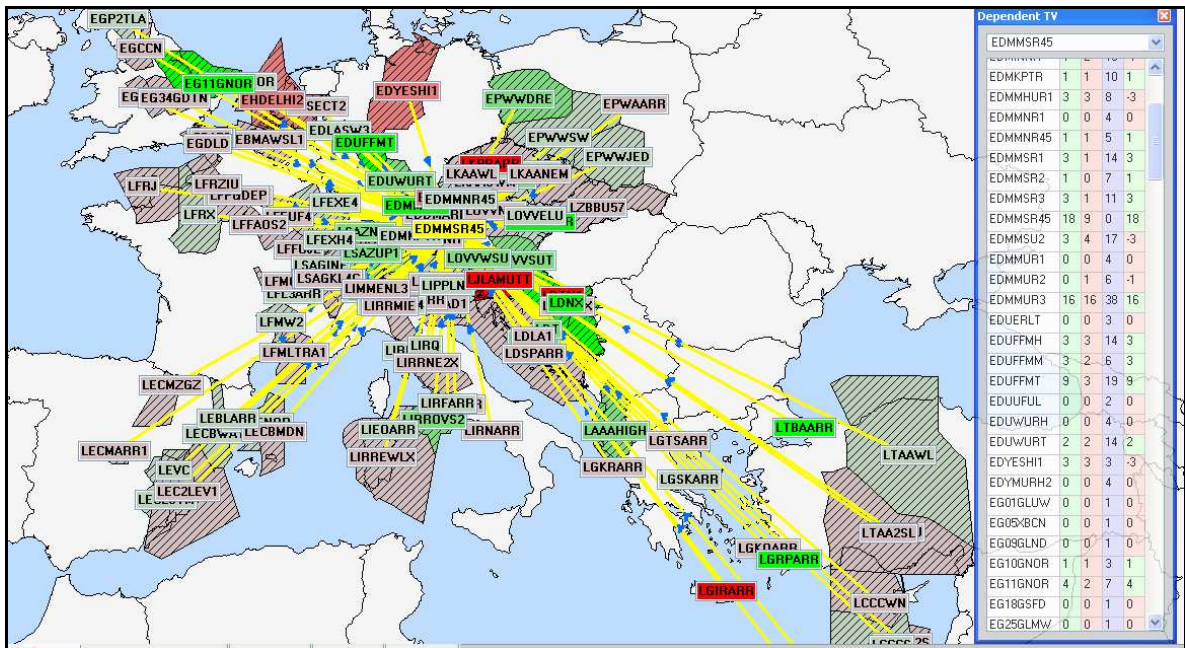 EGP2TLA
EGCCN
EG11GNOR
EG34GDTN
EHDELHI2
SECT2
EDYESHI1
EPWWDRE
EPWAARR
EGDLD
EBMAWSL1
EDLASW3
EDUFFMT
EPWWSW
EPWWJED
LFRJ
LFRZIU
LKAAWL
LKAANEM
EDUWURT
LFRX
LFEXE4
EDMMNR45
LZBBU57
LFFAOS2
LOVVELU
EDMMSR45
LFEXH4
LSAZUP1
LOVVWSU
VVSUT
LIMMENL3
LIPPLN
LJLAMUTT
LIRRMIE4
AD1
LDNX
LFMW2
LDLA1
LIRQ
LDSPARR
LFMLTRA1
LIRRNE2X
LECMZGZ
LEBLARR
LIRFARR
LECBMDN
LIEOARR
LIRROVS2
LIRNARR
LAAAHIGH
LTBAARR
LGTSARR
LECMARR1
LIRREWLX
LTAAWL
LGKRARR
LEVC
LGSKARR
LEC2LEV1
LTAA2SL
LGRPARR
LGIRARR
LCCCWN
Dependent TV
EDMMSR45
EDMKPTR 1 1 10 1
EDMMHUR1 3 3 8 -3
EDMMNR1 0 0 4 0
EDMMNR45 1 1 5 1
EDMMSR1 3 1 14 3
EDMMSR2 1 0 7 1
EDMMSR3 3 1 11 3
EDMMSR45 18 9 0 18
EDMMSU2 3 4 17 -3
EDMMUR1 0 0 4 0
EDMMUR2 0 1 6 -1
EDMMUR3 16 16 38 16
EDUERLT 0 0 3 0
EDUFFMH 3 3 14 3
EDUFFMM 3 2 6 3
EDUFFMT 9 3 19 9
EDUUFUL 0 0 2 0
EDUWURH 0 0 4 0
EDUWURT 2 2 14 2
EDYESHI1 3 3 3 -3
EDYMURH2 0 0 4 0
EG01GLUW 0 0 1 0
EG05XBCN 0 0 1 0
EG09GLND 0 0 1 0
EG10GNOR 1 1 3 1
EG11GNOR 4 2 7 4
EG18GSFD 0 0 1 0
EG25GLMW 0 0 1 0